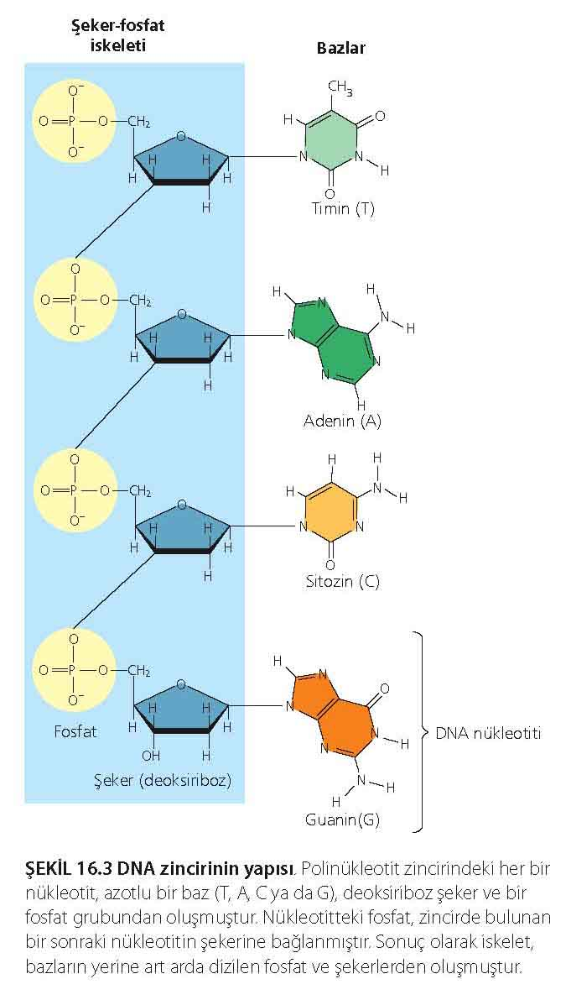 Şeker-fosfat
iskeleti
Bazlar
O⁻
O=P—O—CH₂
O⁻
O
H H H H
H
CH₃
H
O
N
N
H
O
Timin (T)
O
O=P—O—CH₂
O⁻
O
H H H H
H
H
N
N
N
N
H
N
H
H
Adenin (A)
O
O=P—O—CH₂
O⁻
O
H H H H
H
H
H
H
N
H
N
N
O
Sitozin (C)
O
O=P—O—CH₂
O⁻
O
H H H H
OH H
H
N
N
O
N
H
N
N
H
H
Fosfat
Şeker (deoksiriboz)
Guanin(G)
DNA nükleotiti
ŞEKİL 16.3 DNA zincirinin yapısı. Polinükleotit zincirindeki her bir
nükleotit, azotlu bir baz (T, A, C ya da G), deoksiriboz şeker ve bir
fosfat grubundan oluşmuştur. Nükleotitteki fosfat, zincirde bulunan
bir sonraki nükleotitin şekerine bağlanmıştır. Sonuç olarak iskelet,
bazların yerine art arda dizilen fosfat ve şekerlerden oluşmuştur.